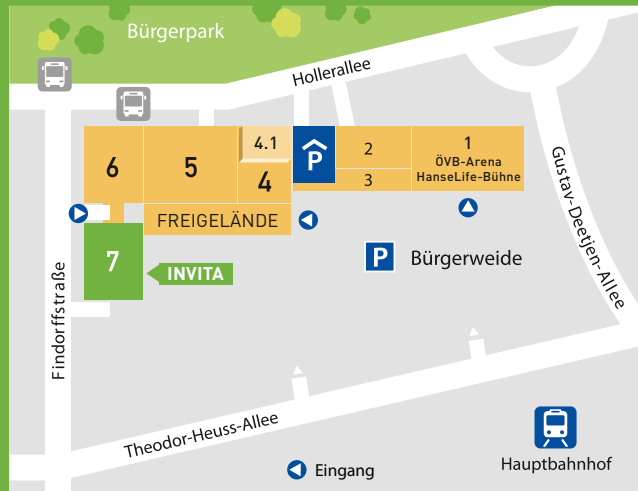 Bürgerpark
Hollerallee
6
5
4.1
4
P
2
3
1
ÖVB-Arena
HanseLife-Bühne
FREIGELÄNDE
7
INVITA
P
Bürgerweide
Gustav-Deetjen-Allee
Findorffstraße
Theodor-Heuss-Allee
Eingang
Hauptbahnhof